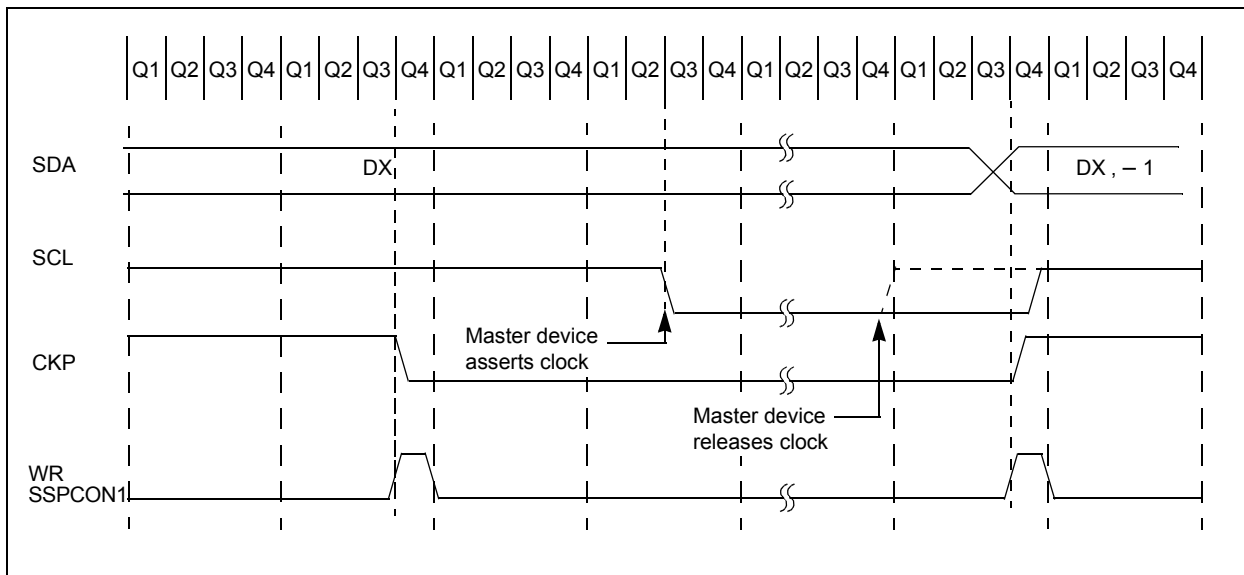 Q1 Q2 Q3 Q4 Q1 Q2 Q3 Q4 Q1 Q2 Q3 Q4 Q1 Q2 Q3 Q4 Q1 Q2 Q3 Q4 Q1 Q2 Q3 Q4 Q1 Q2 Q3 Q4
SDA
DX
DX , – 1
SCL
Master device
asserts clock
CKP
Master device
releases clock
WR
SSPCON1